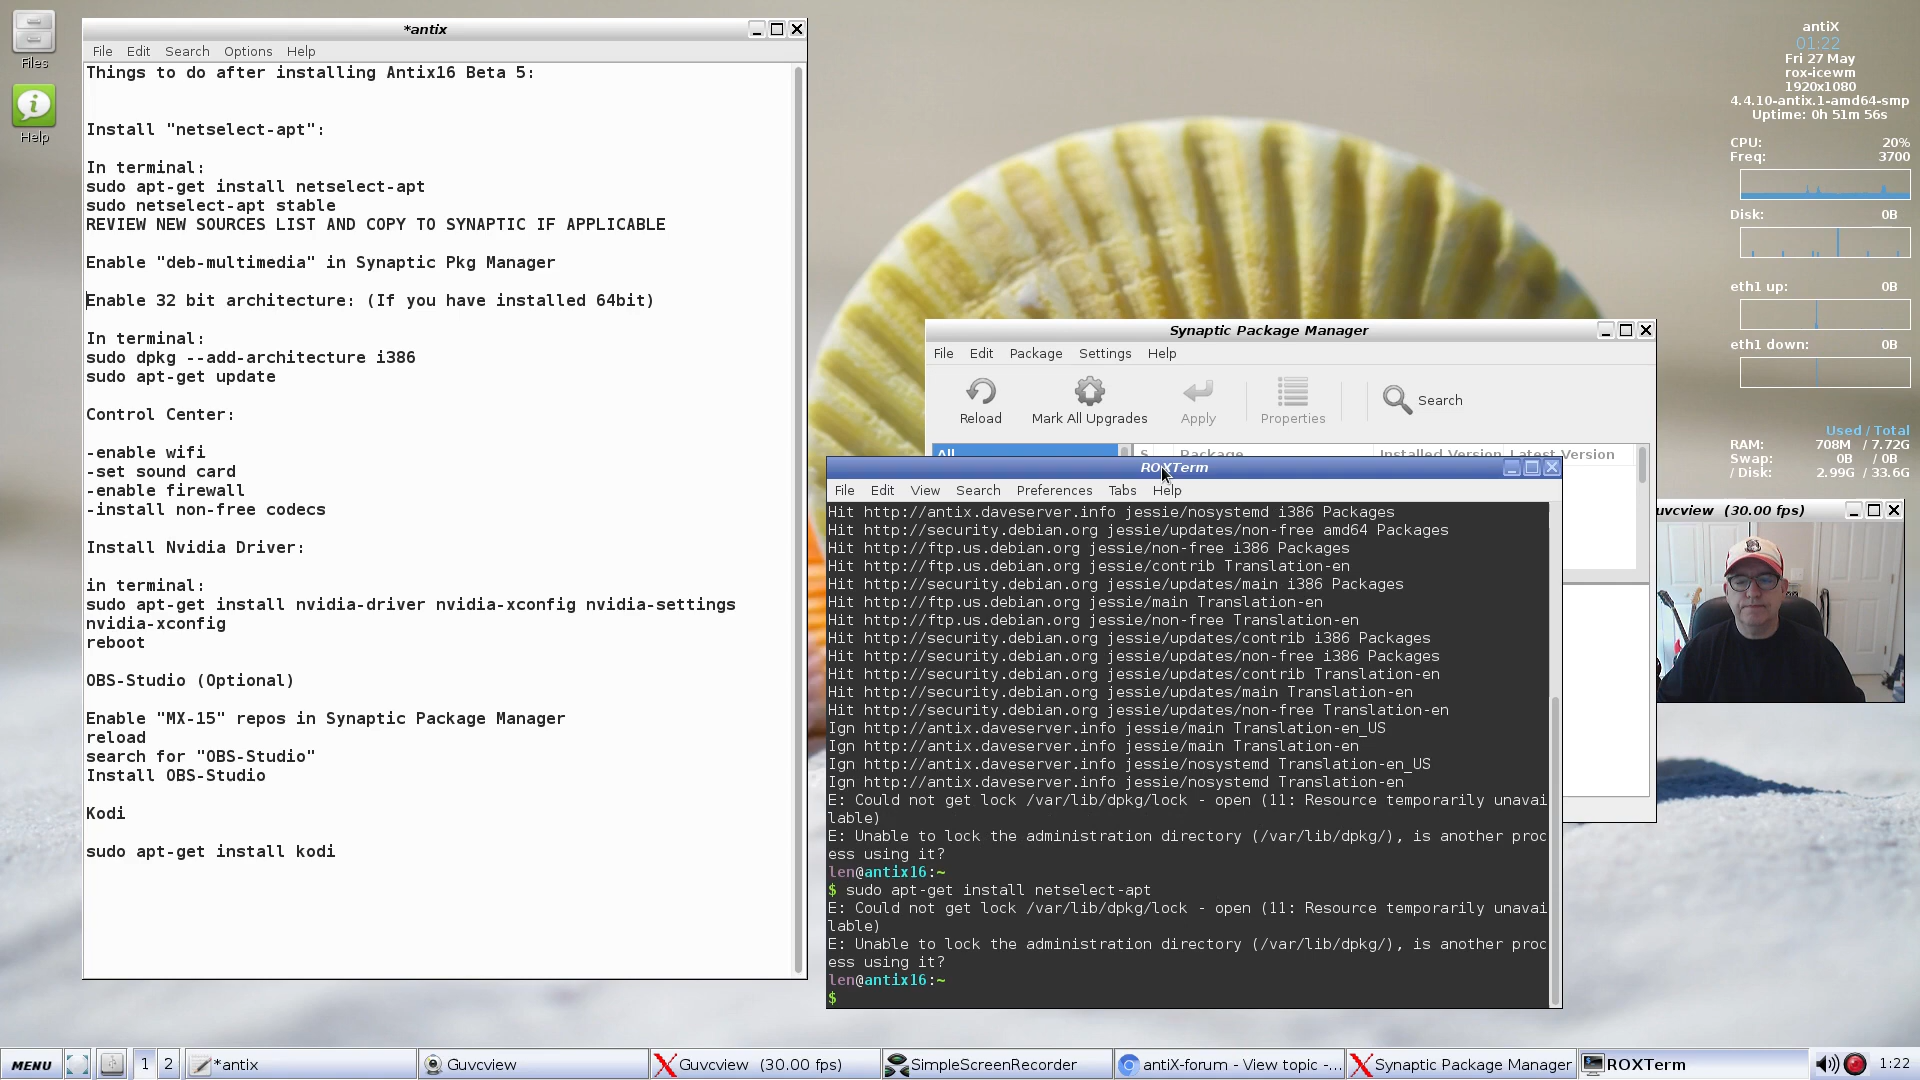 Files
Help
*antix
File Edit Search Options Help
Things to do after installing Antix16 Beta 5:
Install "netselect-apt":
In terminal:
sudo apt-get install netselect-apt
sudo netselect-apt stable
REVIEW NEW SOURCES LIST AND COPY TO SYNAPTIC IF APPLICABLE
Enable "deb-multimedia" in Synaptic Pkg Manager
Enable 32 bit architecture: (If you have installed 64bit)
In terminal:
sudo dpkg --add-architecture i386
sudo apt-get update
Control Center:
-enable wifi
-set sound card
-enable firewall
-install non-free codecs
Install Nvidia Driver:
in terminal:
sudo apt-get install nvidia-driver nvidia-xconfig nvidia-settings
nvidia-xconfig
reboot
OBS-Studio (Optional)
Enable "MX-15" repos in Synaptic Package Manager
reload
search for "OBS-Studio"
Install OBS-Studio
Kodi
sudo apt-get install kodi
antiX
01:22
Fri 27 May
rox-icewm
1920x1080
4.4.10-antix.1-amd64-smp
Uptime: 0h 51m 56s
CPU: 20%
Freq: 3700
Disk: 0B
eth1 up: 0B
eth1 down: 0B
Used / Total
RAM: 708M / 7.72G
Swap: 0B / 0B
/ Disk: 2.99G / 33.6G
Synaptic Package Manager
File Edit Package Settings Help
Reload Mark All Upgrades Apply Properties Search
All S Package Installed Version Latest Version
ROXTerm
File Edit View Search Preferences Tabs Help
Hit http://antix.daveserver.info jessie/nosystemd i386 Packages
Hit http://security.debian.org jessie/updates/non-free amd64 Packages
Hit http://ftp.us.debian.org jessie/non-free i386 Packages
Hit http://ftp.us.debian.org jessie/contrib Translation-en
Hit http://security.debian.org jessie/updates/main i386 Packages
Hit http://ftp.us.debian.org jessie/main Translation-en
Hit http://ftp.us.debian.org jessie/non-free Translation-en
Hit http://security.debian.org jessie/updates/contrib i386 Packages
Hit http://security.debian.org jessie/updates/non-free i386 Packages
Hit http://security.debian.org jessie/updates/contrib Translation-en
Hit http://security.debian.org jessie/updates/main Translation-en
Hit http://security.debian.org jessie/updates/non-free Translation-en
Ign http://antix.daveserver.info jessie/main Translation-en_US
Ign http://antix.daveserver.info jessie/main Translation-en
Ign http://antix.daveserver.info jessie/nosystemd Translation-en_US
Ign http://antix.daveserver.info jessie/nosystemd Translation-en
E: Could not get lock /var/lib/dpkg/lock - open (11: Resource temporarily unavai
lable)
E: Unable to lock the administration directory (/var/lib/dpkg/), is another proc
ess using it?
len@antix16:~
$ sudo apt-get install netselect-apt
E: Could not get lock /var/lib/dpkg/lock - open (11: Resource temporarily unavai
lable)
E: Unable to lock the administration directory (/var/lib/dpkg/), is another proc
ess using it?
len@antix16:~
$
uvcview (30.00 fps)
MENU 1 2 *antix Guvcview Guvcview (30.00 fps) SimpleScreenRecorder antiX-forum - View topic -... Synaptic Package Manager ROXTerm 1:22